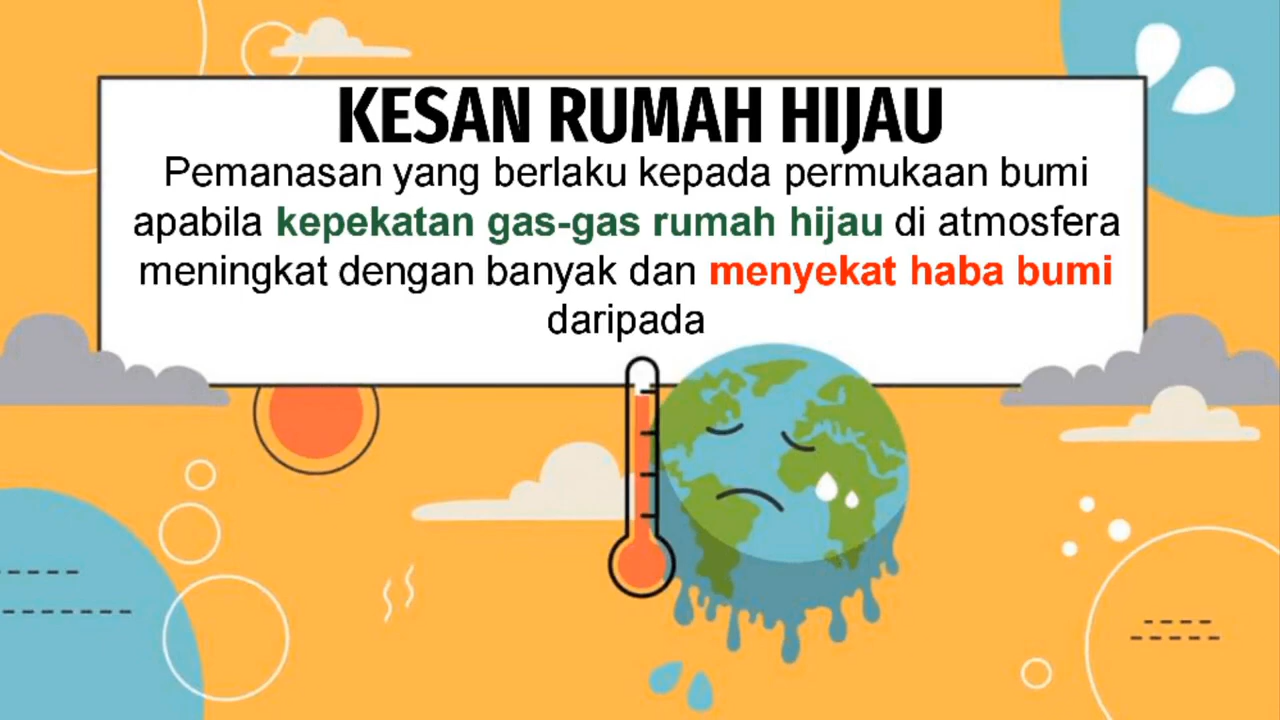 KESAN RUMAH HIJAU
Pemanasan yang berlaku kepada permukaan bumi
apabila kepekatan gas-gas rumah hijau di atmosfera
meningkat dengan banyak dan menyekat haba bumi
daripada